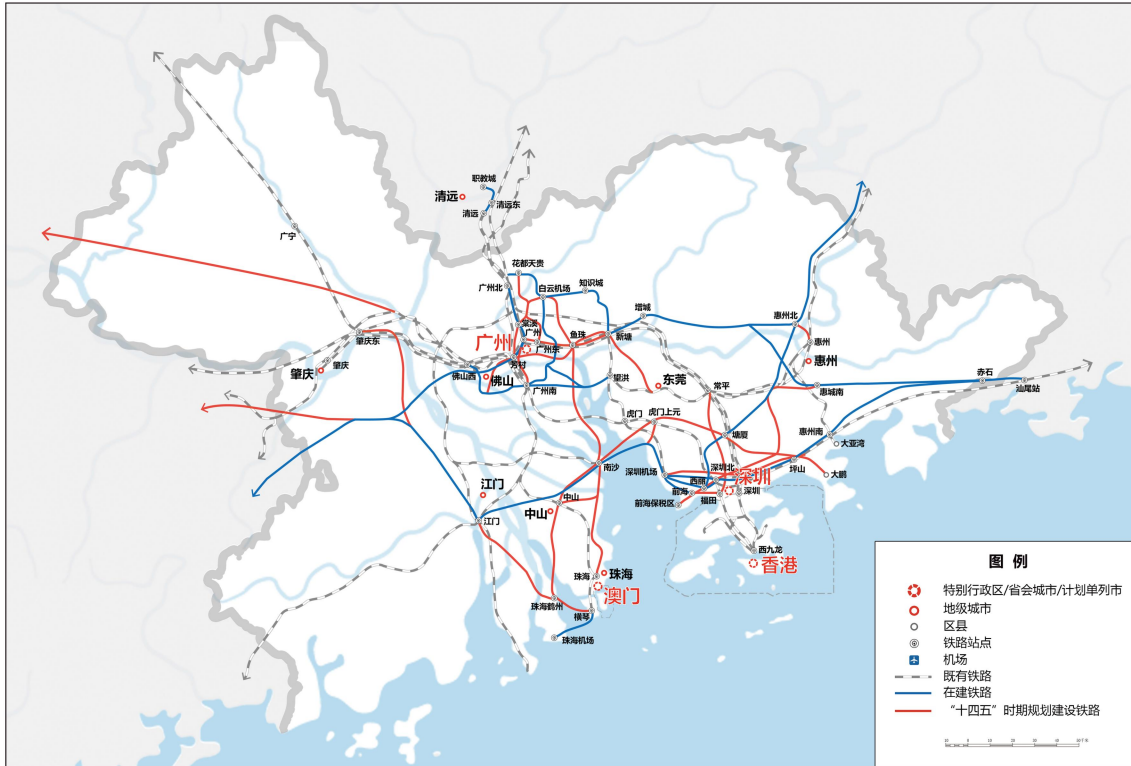 职教城
清远
清远东
清远
广宁
花都天贵
广州北
白云机场
知识城
增城
棠溪
广州
广州
广州东
鱼珠
新塘
惠州北
惠州
惠州
肇庆东
肇庆
肇庆
佛山西
佛山
芳村
广州南
望洪
东莞
常平
惠城南
赤石
汕尾站
虎门
虎门上元
塘厦
惠州南
大亚湾
南沙
深圳机场
深圳北
坪山
大鹏
西丽
深圳
前海
福田
深圳
前海保税区
江门
江门
中山
中山
西九龙
香港
珠海
珠海
澳门
珠海鹤州
横琴
珠海机场
图 例
特别行政区/省会城市/计划单列市
地级城市
区县
铁路站点
机场
既有铁路
在建铁路
“十四五”时期规划建设铁路